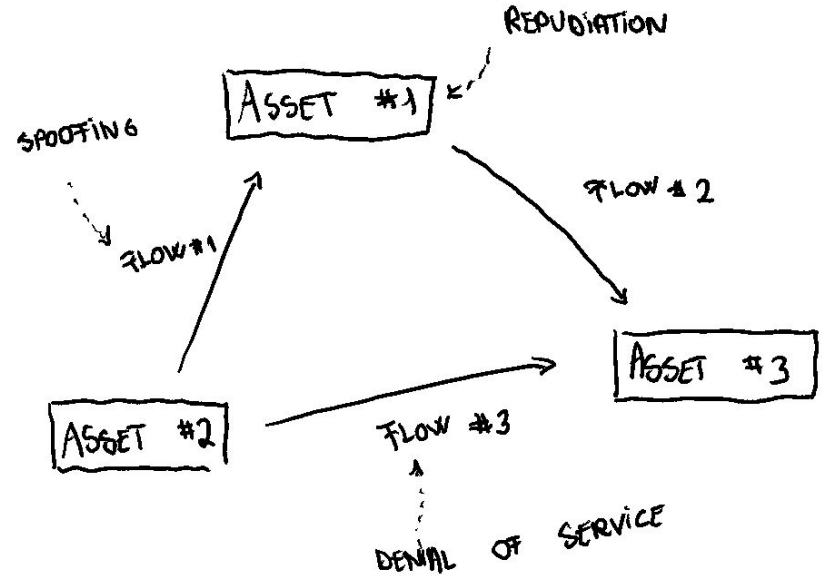 REPUDIATION
ASSET #1
SPOOFING
FLOW #2
FLOW #1
ASSET #3
ASSET #2
FLOW #3
DENIAL OF SERVICE